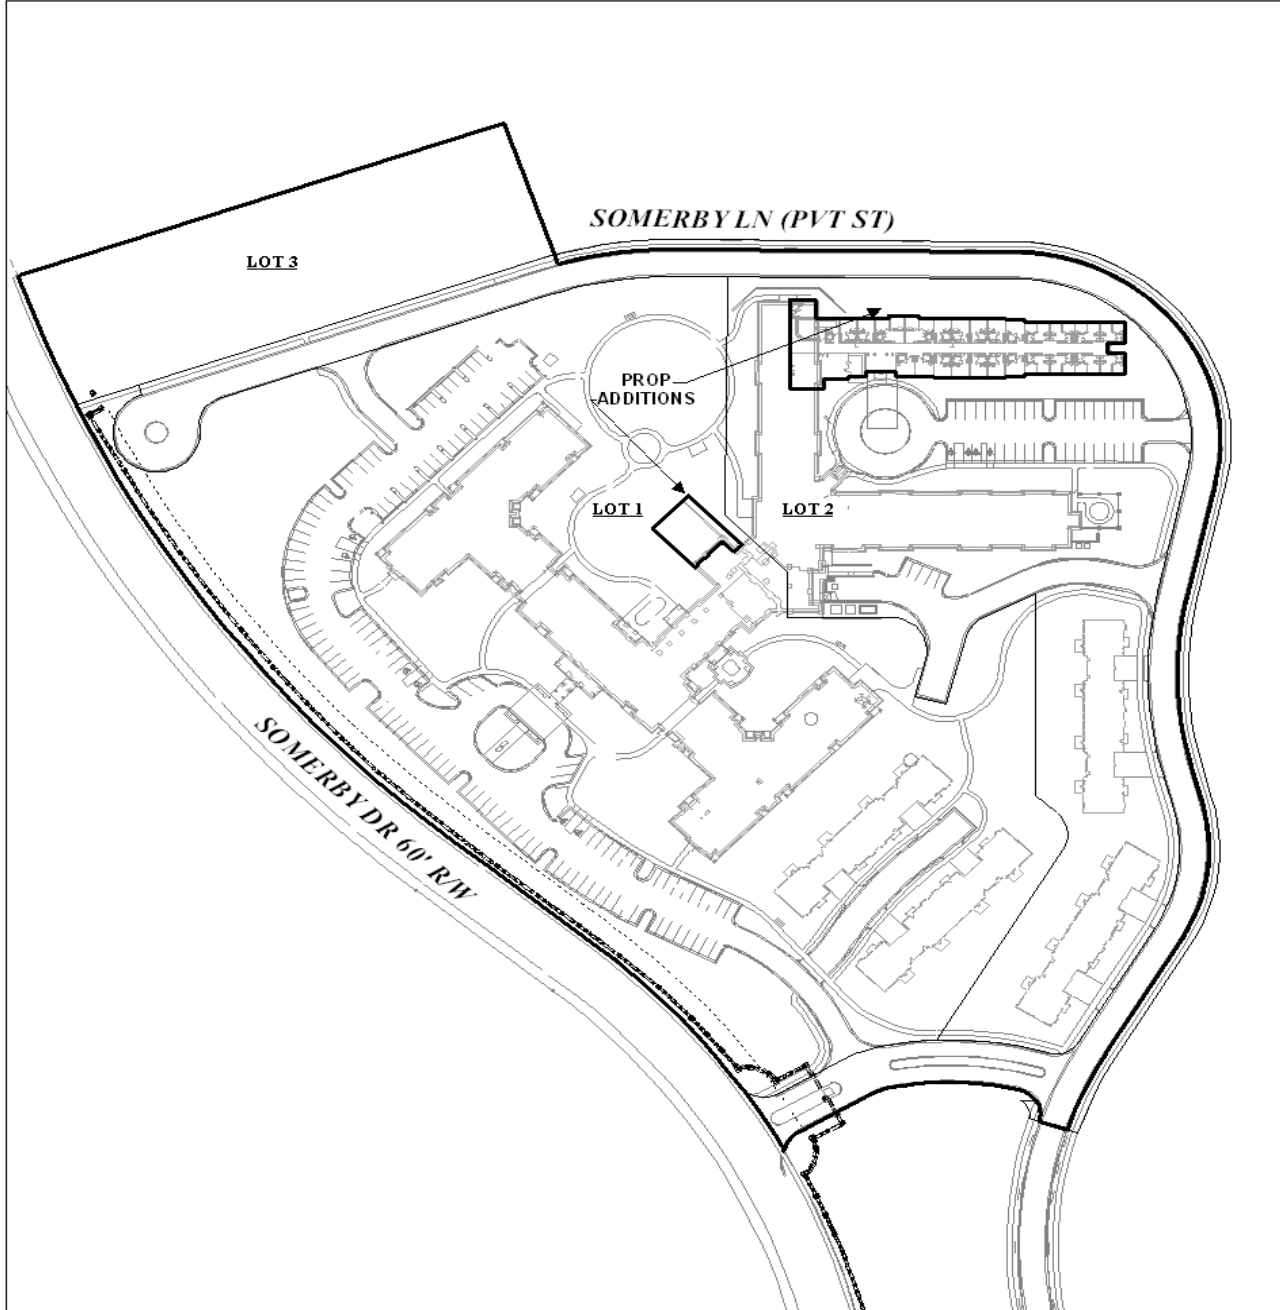 SOMERBY LN (PVT ST)
LOT 3
PROP
ADDITIONS
LOT 1
LOT 2
SOMERBY DR 60' R/W